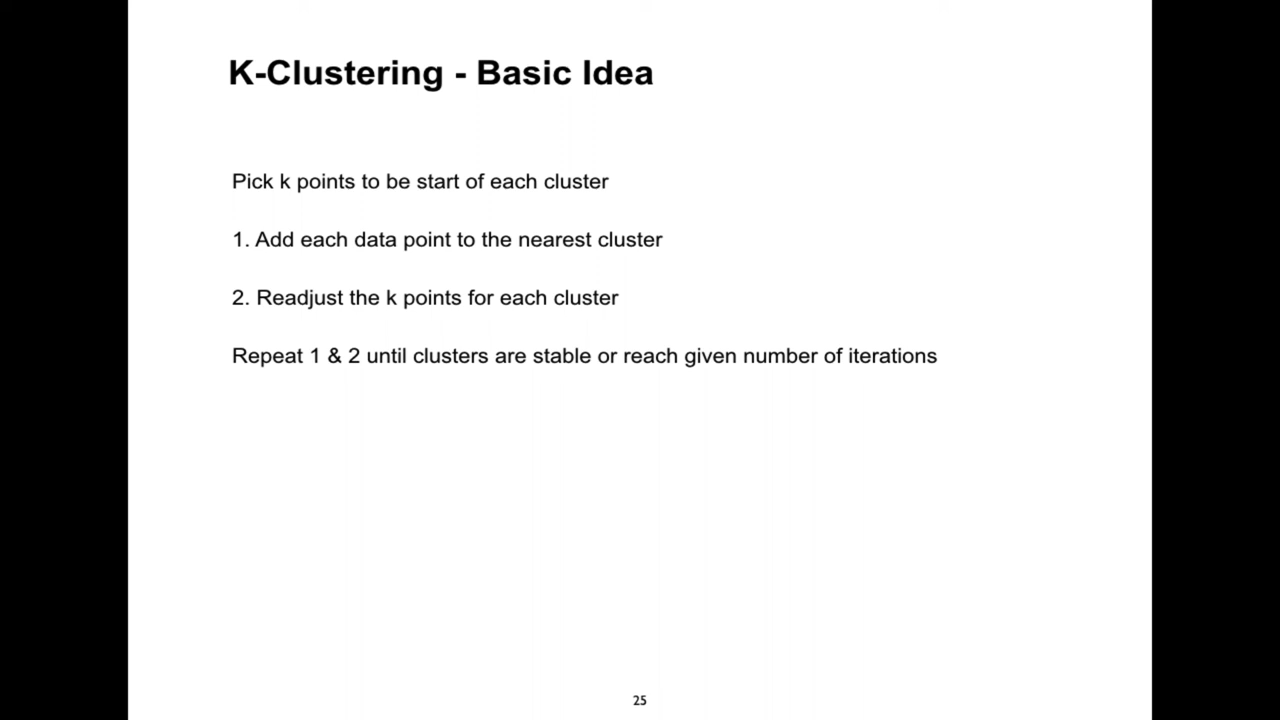 K-Clustering - Basic Idea
Pick k points to be start of each cluster
1. Add each data point to the nearest cluster
2. Readjust the k points for each cluster
Repeat 1 & 2 until clusters are stable or reach given number of iterations
25